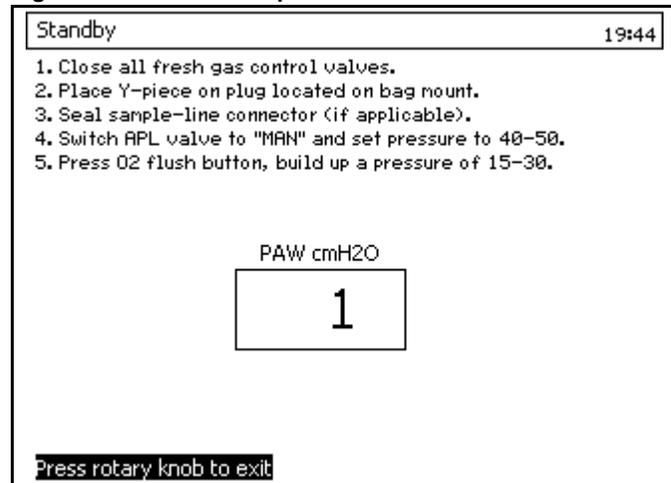 Standby 19:44
1. Close all fresh gas control valves.
2. Place Y-piece on plug located on bag mount.
3. Seal sample-line connector (if applicable).
4. Switch APL valve to "MAN" and set pressure to 40-50.
5. Press O2 flush button, build up a pressure of 15-30.
PAW cmH2O
1
Press rotary knob to exit